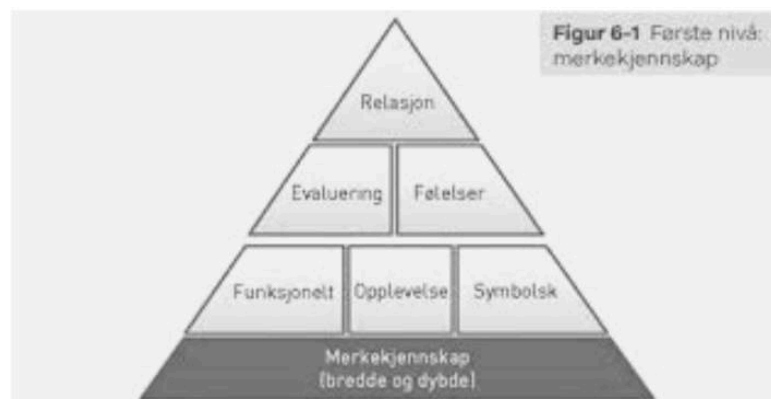 Figur 6-1 Første nivå:
merkekjennskap
Relasjon
Evaluering
Følelser
Funksjonelt
Opplevelse
Symbolsk
Merkekjennskap
(bredde og dybde)